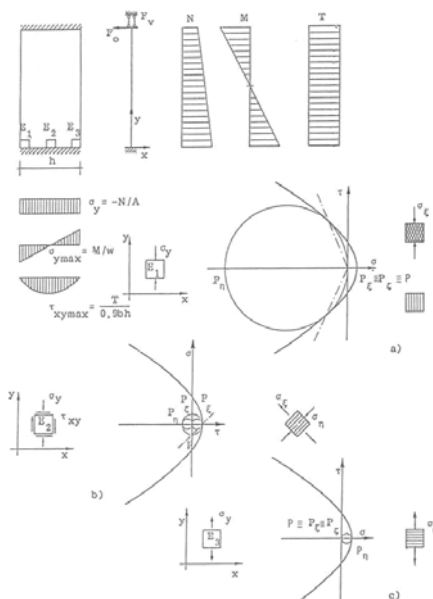 F_v
F_o
N M T
E_1 E_2 E_3
y
x
h
σ_y = -N/A
σ_ymax = M/w
τ_xymax = T/0,9bh
y
σ_y
E_1
x
τ
σ
P_η
P_ξ≡P_ζ≡P
σ_ξ
a)
y
σ_y
E_2
τ_xy
x
σ
P P
P_η ζ ξ
τ
b)
σ_ξ
σ_η
y
σ_y
E_3
x
τ
P≡P_ξ≡P_ζ
σ
P_η
c)